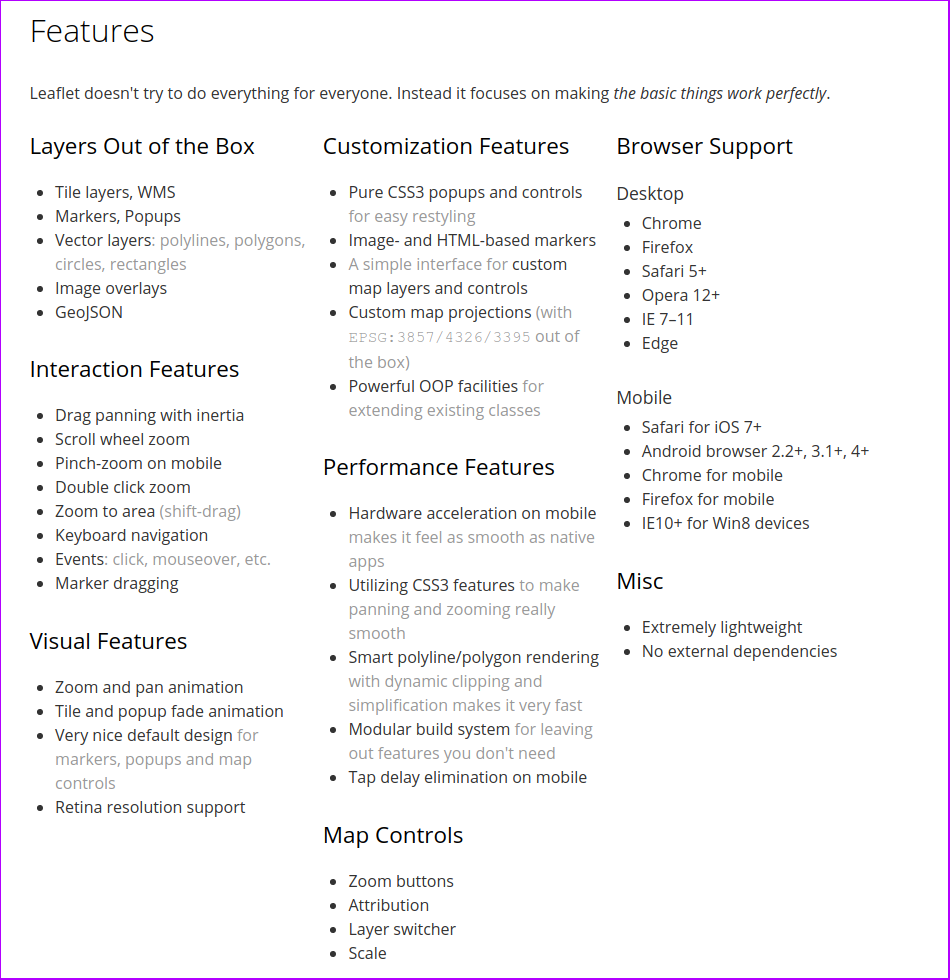 Features
Leaflet doesn't try to do everything for everyone. Instead it focuses on making the basic things work perfectly.
Layers Out of the Box
Tile layers, WMS
Markers, Popups
Vector layers: polylines, polygons,
circles, rectangles
Image overlays
GeoJSON
Interaction Features
Drag panning with inertia
Scroll wheel zoom
Pinch-zoom on mobile
Double click zoom
Zoom to area (shift-drag)
Keyboard navigation
Events: click, mouseover, etc.
Marker dragging
Visual Features
Zoom and pan animation
Tile and popup fade animation
Very nice default design for
markers, popups and map
controls
Retina resolution support
Customization Features
Pure CSS3 popups and controls
for easy restyling
Image- and HTML-based markers
A simple interface for custom
map layers and controls
Custom map projections (with
EPSG:3857/4326/3395 out of
the box)
Powerful OOP facilities for
extending existing classes
Performance Features
Hardware acceleration on mobile
makes it feel as smooth as native
apps
Utilizing CSS3 features to make
panning and zooming really
smooth
Smart polyline/polygon rendering
with dynamic clipping and
simplification makes it very fast
Modular build system for leaving
out features you don't need
Tap delay elimination on mobile
Map Controls
Zoom buttons
Attribution
Layer switcher
Scale
Browser Support
Desktop
Chrome
Firefox
Safari 5+
Opera 12+
IE 7–11
Edge
Mobile
Safari for iOS 7+
Android browser 2.2+, 3.1+, 4+
Chrome for mobile
Firefox for mobile
IE10+ for Win8 devices
Misc
Extremely lightweight
No external dependencies